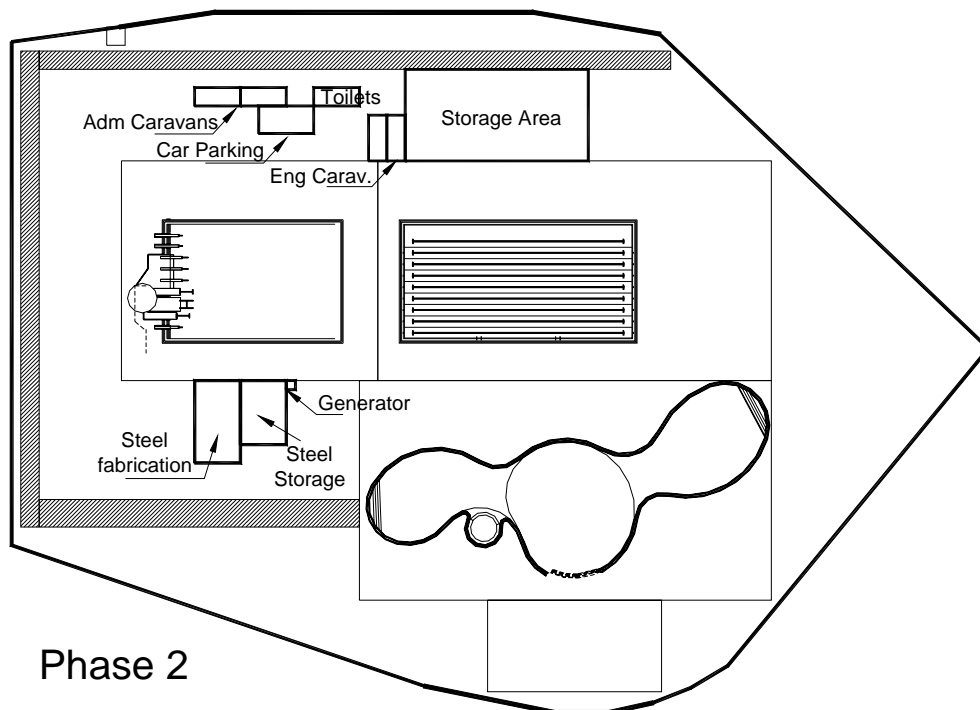 Toilets
Adm Caravans
Storage Area
Car Parking
Eng Carav.
Generator
Steel
fabrication
Steel
Storage
Phase 2